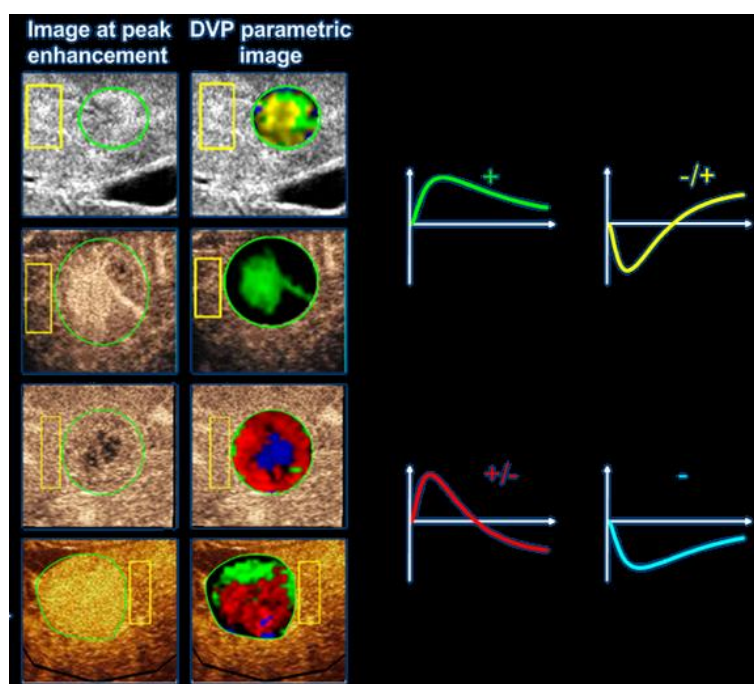 Image at peak
enhancement
DVP parametric
image
+
-/+
+/-
-